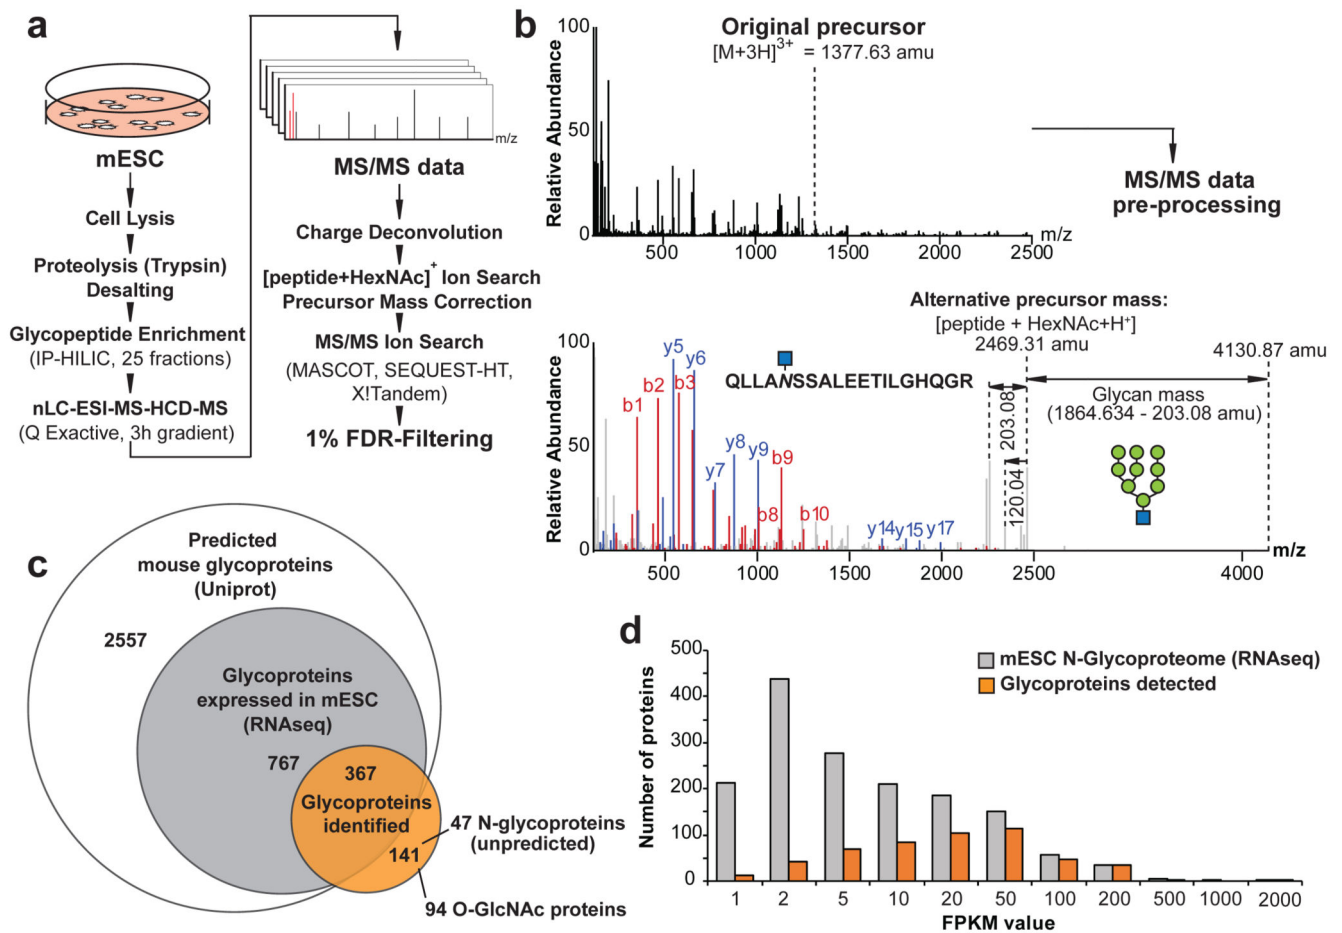 a
mESC
Cell Lysis
Proteolysis (Trypsin)
Desalting
Glycopeptide Enrichment
(IP-HILIC, 25 fractions)
nLC-ESI-MS-HCD-MS
(Q Exactive, 3h gradient)
m/z
MS/MS data
Charge Deconvolution
[peptide+HexNAc]+ Ion Search
Precursor Mass Correction
MS/MS Ion Search
(MASCOT, SEQUEST-HT,
X!Tandem)
1% FDR-Filtering
b
Relative Abundance
100
50
0
500
1000
1500
2000
2500
m/z
Original precursor
[M+3H]3+ = 1377.63 amu
MS/MS data
pre-processing
Relative Abundance
100
50
0
500
1000
1500
2000
2500
4000
m/z
Alternative precursor mass:
[peptide + HexNAc+H+]
2469.31 amu
4130.87 amu
Glycan mass
(1864.634 - 203.08 amu)
203.08
120.04
QLLANSSALEETILGHQGR
b1
b2
y5
b3
y6
y7
y8
y9
b8
b9
b10
y14
y15
y17
c
Predicted
mouse glycoproteins
(Uniprot)
2557
Glycoproteins
expressed in mESC
(RNAseq)
767
367
Glycoproteins
identified
141
47 N-glycoproteins
(unpredicted)
94 O-GlcNAc proteins
d
Number of proteins
500
400
300
200
100
0
mESC N-Glycoproteome (RNAseq)
Glycoproteins detected
1
2
5
10
20
50
100
200
500
1000
2000
FPKM value